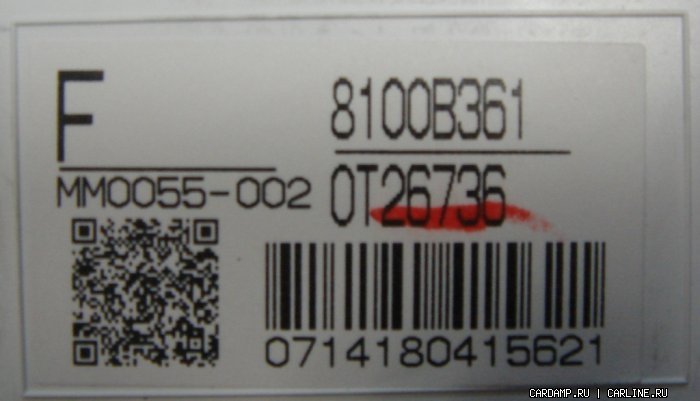 F
8100B361
MM0055-002
0T26736
0714180415621
CARDAMP.RU | CARLINE.RU